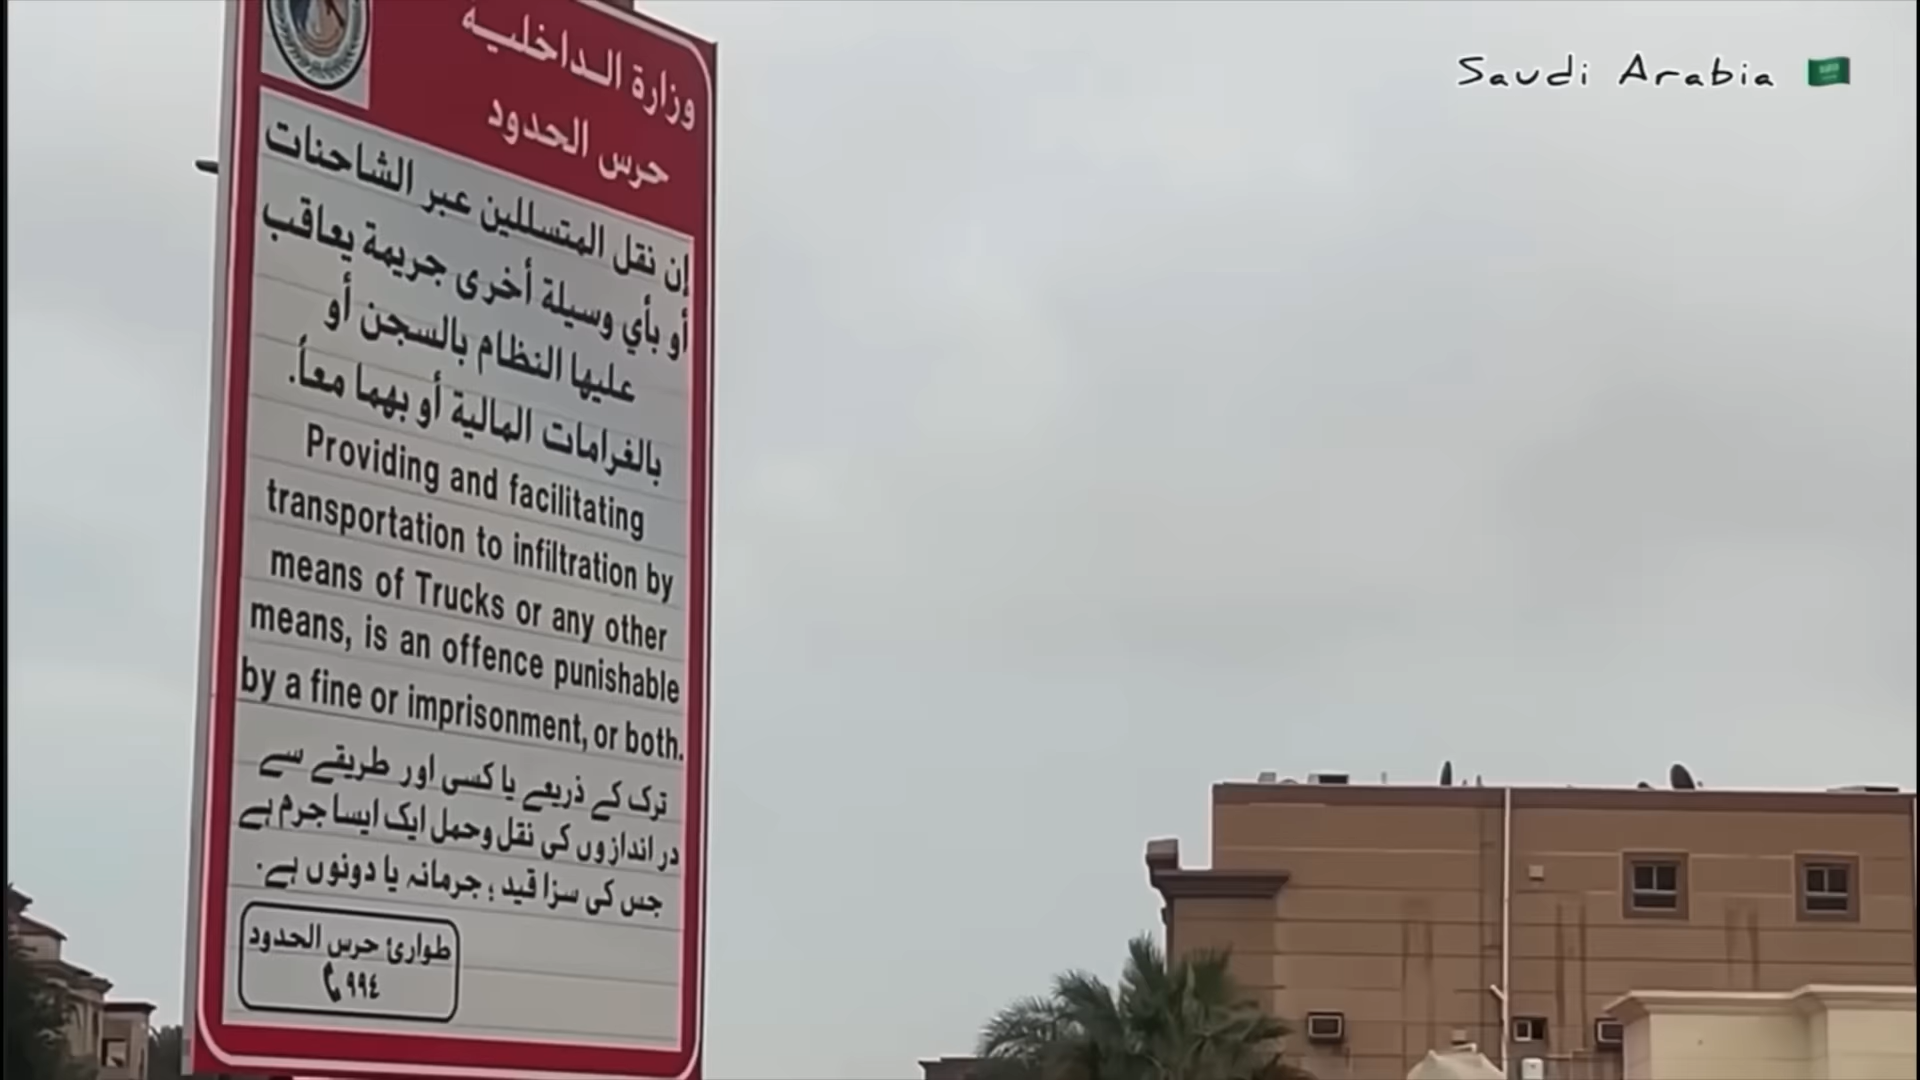 وزارة الداخلية
حرس الحدود
إن نقل المتسللين عبر الشاحنات
أو بأي وسيلة أخرى جريمة يعاقب
عليها النظام بالسجن أو
بالغرامات المالية أو بهما معاً.
Providing and facilitating
transportation to infiltration by
means of Trucks or any other
means, is an offence punishable
by a fine or imprisonment, or both.
ترک کے ذریعے یا کسی اور طریقے سے
در اندازوں کی نقل وحمل ایک ایسا جرم ہے
جس کی سزا قید ؛ جرمانہ یا دونوں ہے.
طوارئ حرس الحدود
٩٩٤
Saudi Arabia